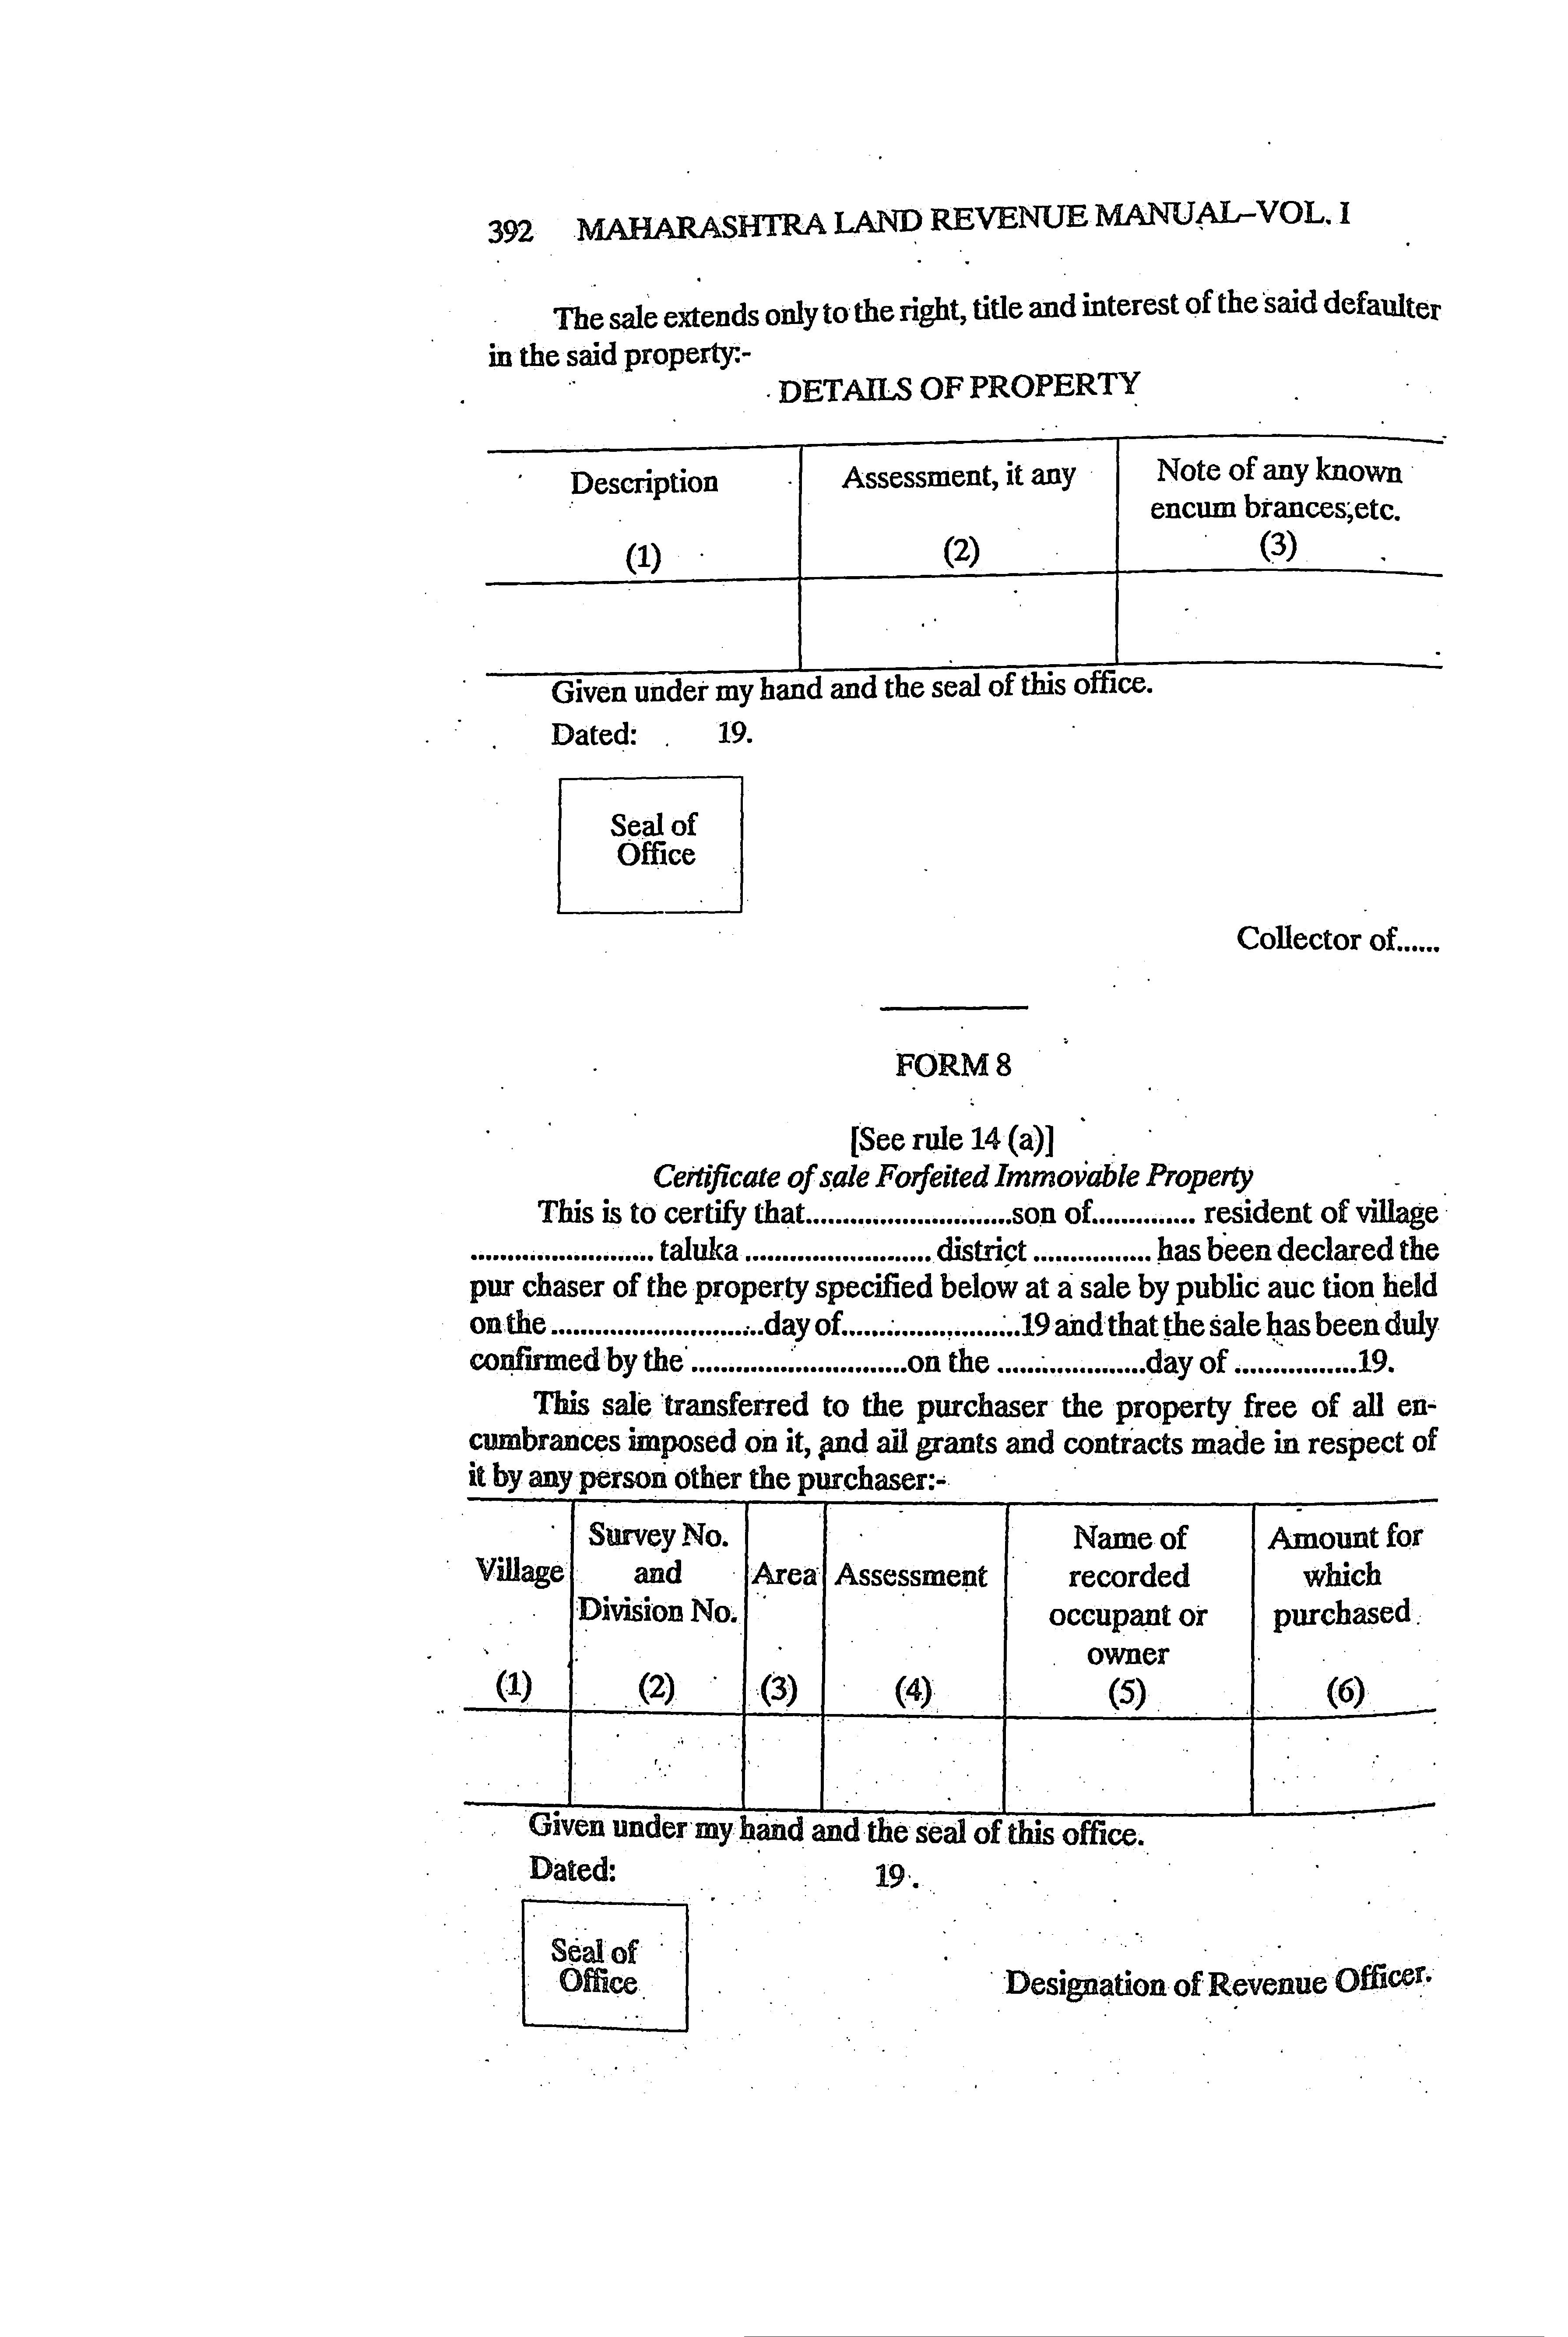 392 MAHARASHTRA LAND REVENUE MANUAL–VOL. I
The sale extends only to the right, title and interest of the said defaulter
in the said property:-
DETAILS OF PROPERTY
Description
Assessment, it any
Note of any known
encum brances, etc.
(1)
(2)
(3)
Given under my hand and the seal of this office.
Dated: 19.
Seal of
Office
Collector of......
FORM 8
[See rule 14 (a)]
Certificate of sale Forfeited Immovable Property
This is to certify that............................son of.............. resident of village
......................... taluka ......................... district ................ has been declared the
pur chaser of the property specified below at a sale by public auc tion held
on the .............................day of........................19 and that the sale has been duly
confirmed by the .............................on the ....................day of ................19.
This sale transferred to the purchaser the property free of all en-
cumbrances imposed on it, and ail grants and contracts made in respect of
it by any person other the purchaser:-
Village
Survey No.
and
Division No.
Area
Assessment
Name of
recorded
occupant or
owner
Amount for
which
purchased
(1)
(2)
(3)
(4)
(5)
(6)
Given under my hand and the seal of this office.
Dated: 19.
Seal of
Office
Designation of Revenue Officer.